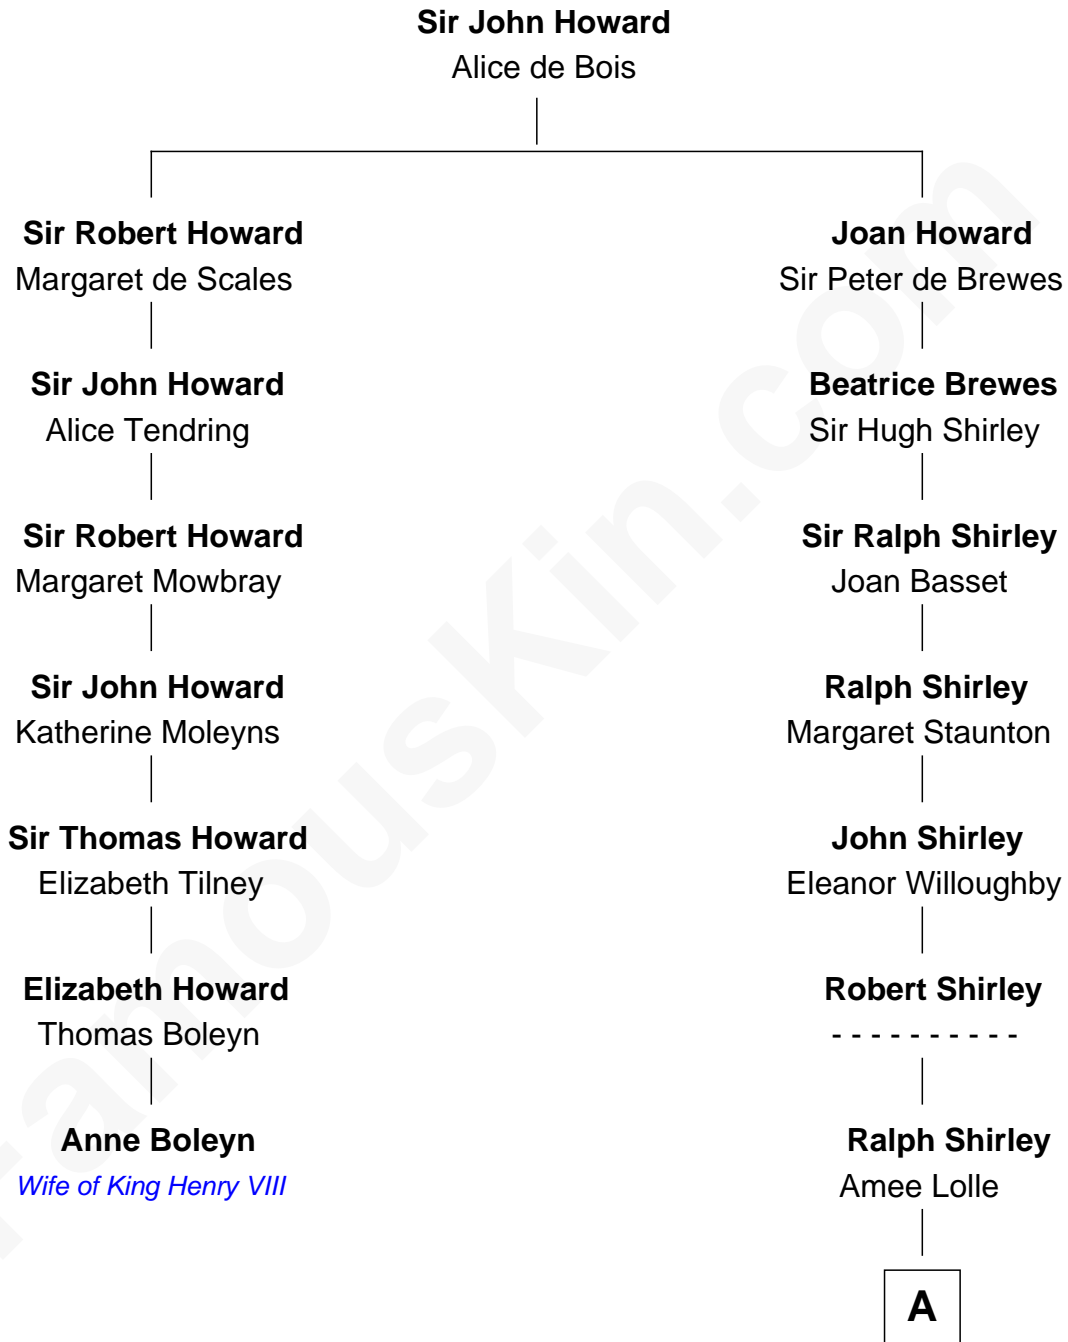 Sir John Howard
Alice de Bois
Sir Robert Howard
Margaret de Scales
Joan Howard
Sir Peter de Brewes
Sir John Howard
Alice Tendring
Beatrice Brewes
Sir Hugh Shirley
Sir Robert Howard
Margaret Mowbray
Sir Ralph Shirley
Joan Basset
Sir John Howard
Katherine Moleyns
Ralph Shirley
Margaret Staunton
Sir Thomas Howard
Elizabeth Tilney
John Shirley
Eleanor Willoughby
Elizabeth Howard
Thomas Boleyn
Robert Shirley
- - - - - - - - - -
Anne Boleyn
Wife of King Henry VIII
Ralph Shirley
Amee Lolle
A
FamousKin.com